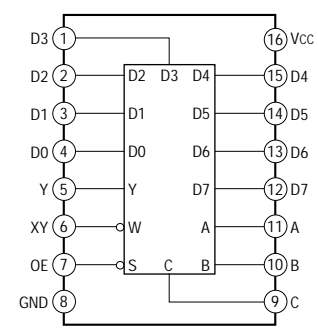 D3 1 16 Vcc
D3
D2 2 D2 D4 15 D4
D1 3 D1 D5 14 D5
D0 4 D0 D6 13 D6
Y 5 Y D7 12 D7
XY 6 W A 11 A
OE 7 S C B 10 B
GND 8 9 C